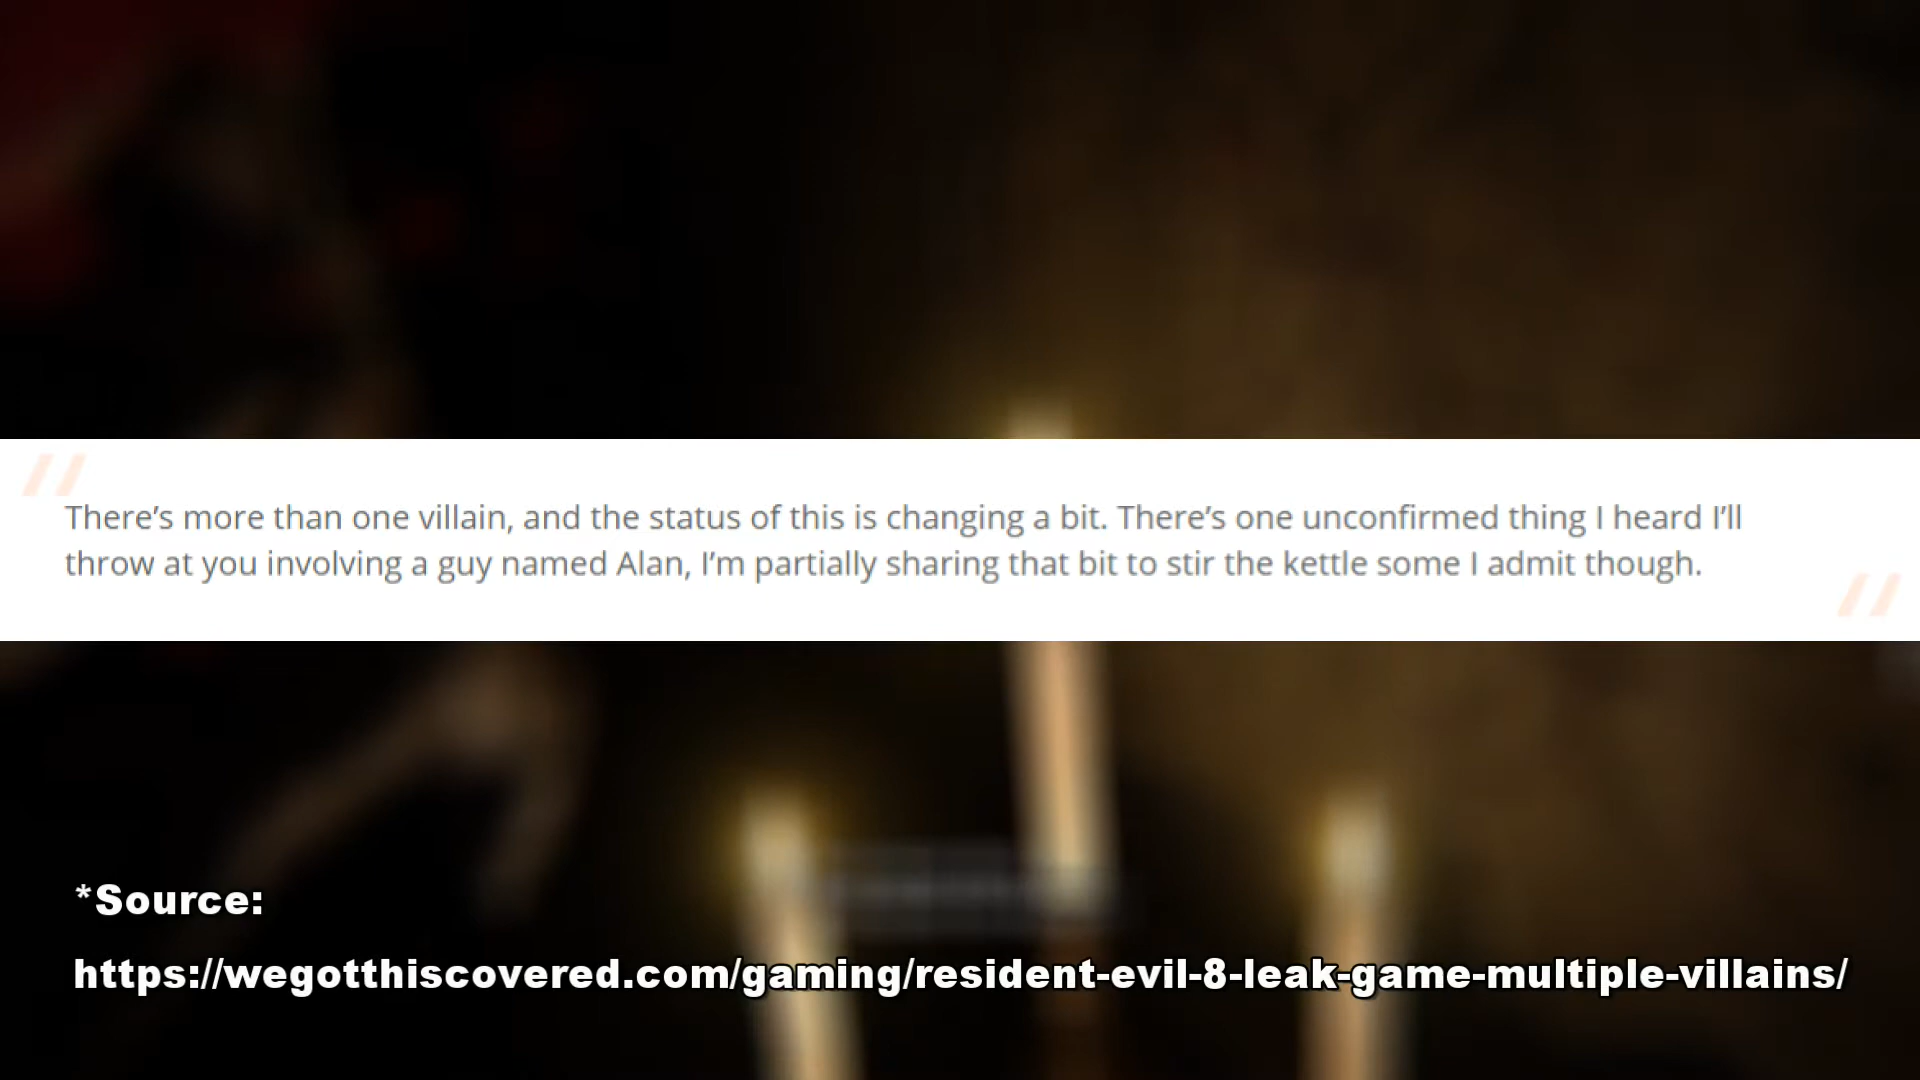 There’s more than one villain, and the status of this is changing a bit. There’s one unconfirmed thing I heard I’ll
throw at you involving a guy named Alan, I’m partially sharing that bit to stir the kettle some I admit though.
*Source:
https://wegotthiscovered.com/gaming/resident-evil-8-leak-game-multiple-villains/